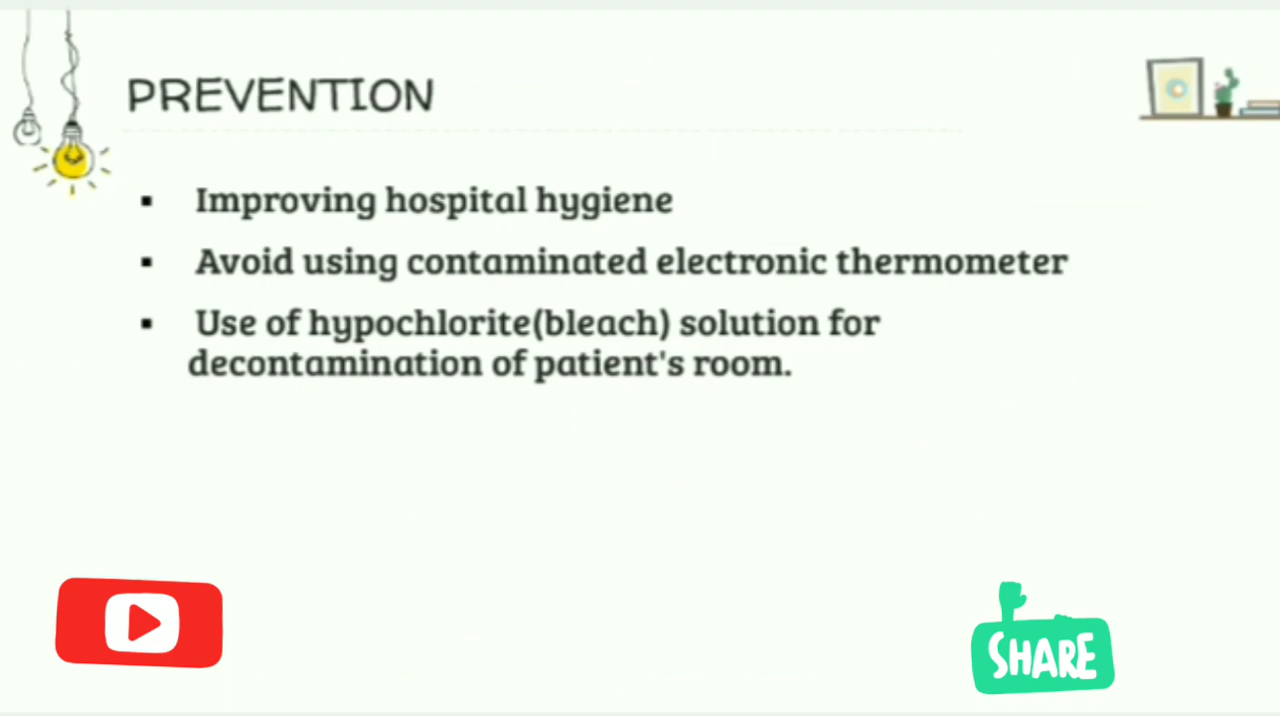 PREVENTION
▪ Improving hospital hygiene
▪ Avoid using contaminated electronic thermometer
▪ Use of hypochlorite(bleach) solution for
decontamination of patient's room.
SHARE